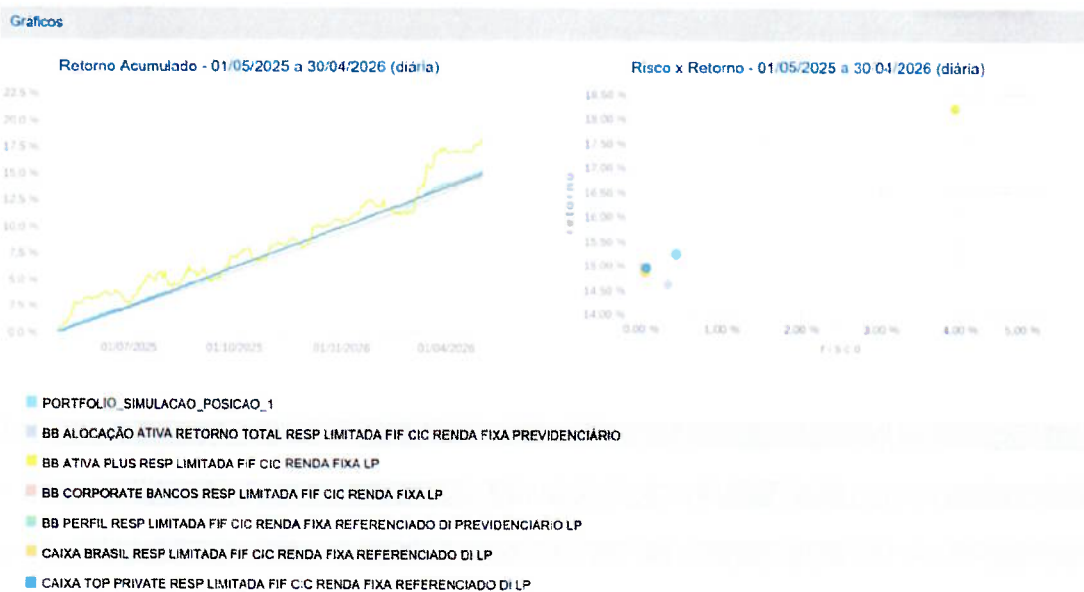 Gráficos
Retorno Acumulado - 01/05/2025 a 30/04/2026 (diária)
22.5 %
20.0 %
17.5 %
15.0 %
12.5 %
10.0 %
7.5 %
5.0 %
2.5 %
0.0 %
01/07/2025
01/10/2025
01/01/2026
01/04/2026
Risco x Retorno - 01/05/2025 a 30 04/2026 (diária)
retorno
18.50 %
18.00 %
17.50 %
17.00 %
16.50 %
16.00 %
15.50 %
15.00 %
14.50 %
14.00 %
0.00 %
1.00 %
2.00 %
3.00 %
4.00 %
5.00 %
risco
PORTFOLIO_SIMULACAO_POSICAO_1
BB ALOCAÇÃO ATIVA RETORNO TOTAL RESP LIMITADA FIF CIC RENDA FIXA PREVIDENCIÁRIO
BB ATIVA PLUS RESP LIMITADA FIF CIC RENDA FIXA LP
BB CORPORATE BANCOS RESP LIMITADA FIF CIC RENDA FIXA LP
BB PERFIL RESP LIMITADA FIF CIC RENDA FIXA REFERENCIADO DI PREVIDENCIARIO LP
CAIXA BRASIL RESP LIMITADA FIF CIC RENDA FIXA REFERENCIADO DI LP
CAIXA TOP PRIVATE RESP LIMITADA FIF CIC RENDA FIXA REFERENCIADO DI LP